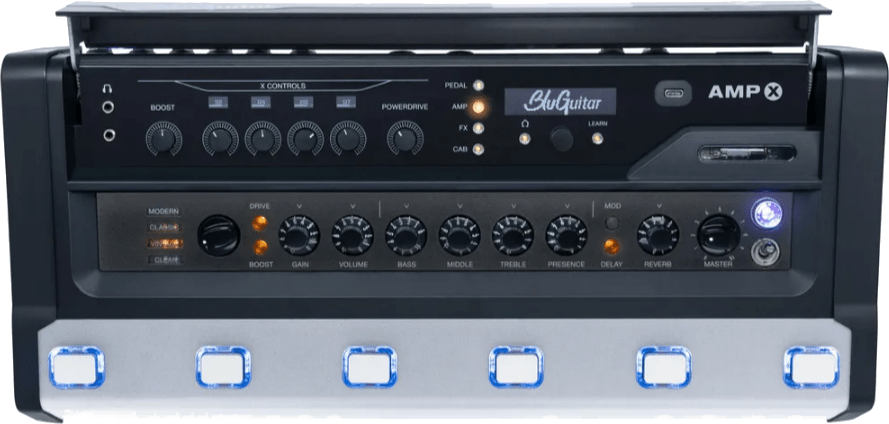 X CONTROLS
PEDAL
BOOST
POWERDRIVE
AMP
BluGuitar
AMP X
FX
LEARN
CAB
MODERN
DRIVE
MOD
CLASSIC
VINTAGE
CLEAN
BOOST
GAIN
VOLUME
BASS
MIDDLE
TREBLE
PRESENCE
DELAY
REVERB
MASTER